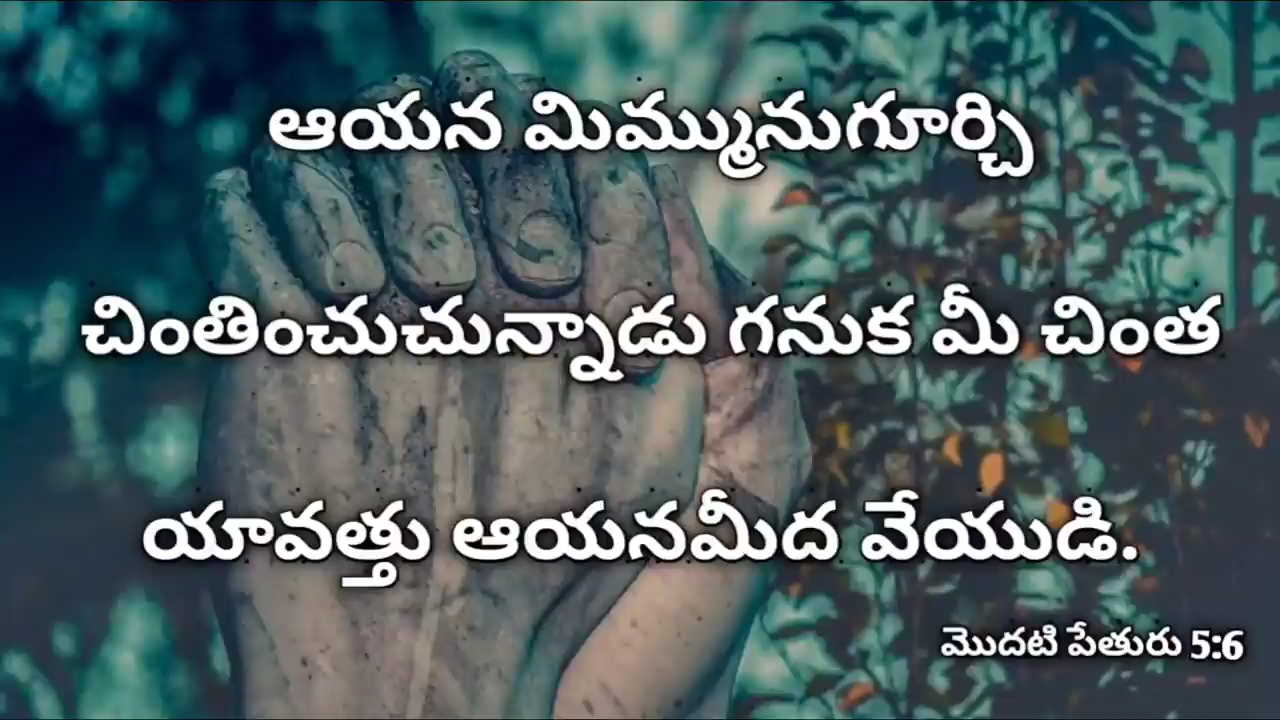 ఆయన మిమ్మునుగూర్చి
చింతించుచున్నాడు గనుక మీ చింత
యావత్తు ఆయనమీద వేయుడి.
మొదటి పేతురు 5:6